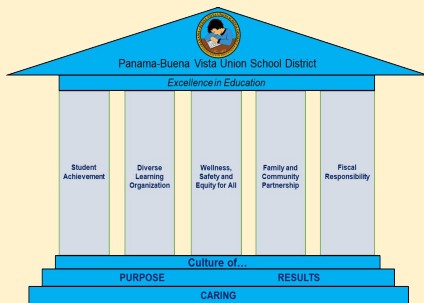 Panama-Buena Vista Union School District
Excellence in Education
Student
Achievement
Diverse
Learning
Organization
Wellness,
Safety and
Equity for All
Family and
Community
Partnership
Fiscal
Responsibility
Culture of...
PURPOSE RESULTS
CARING